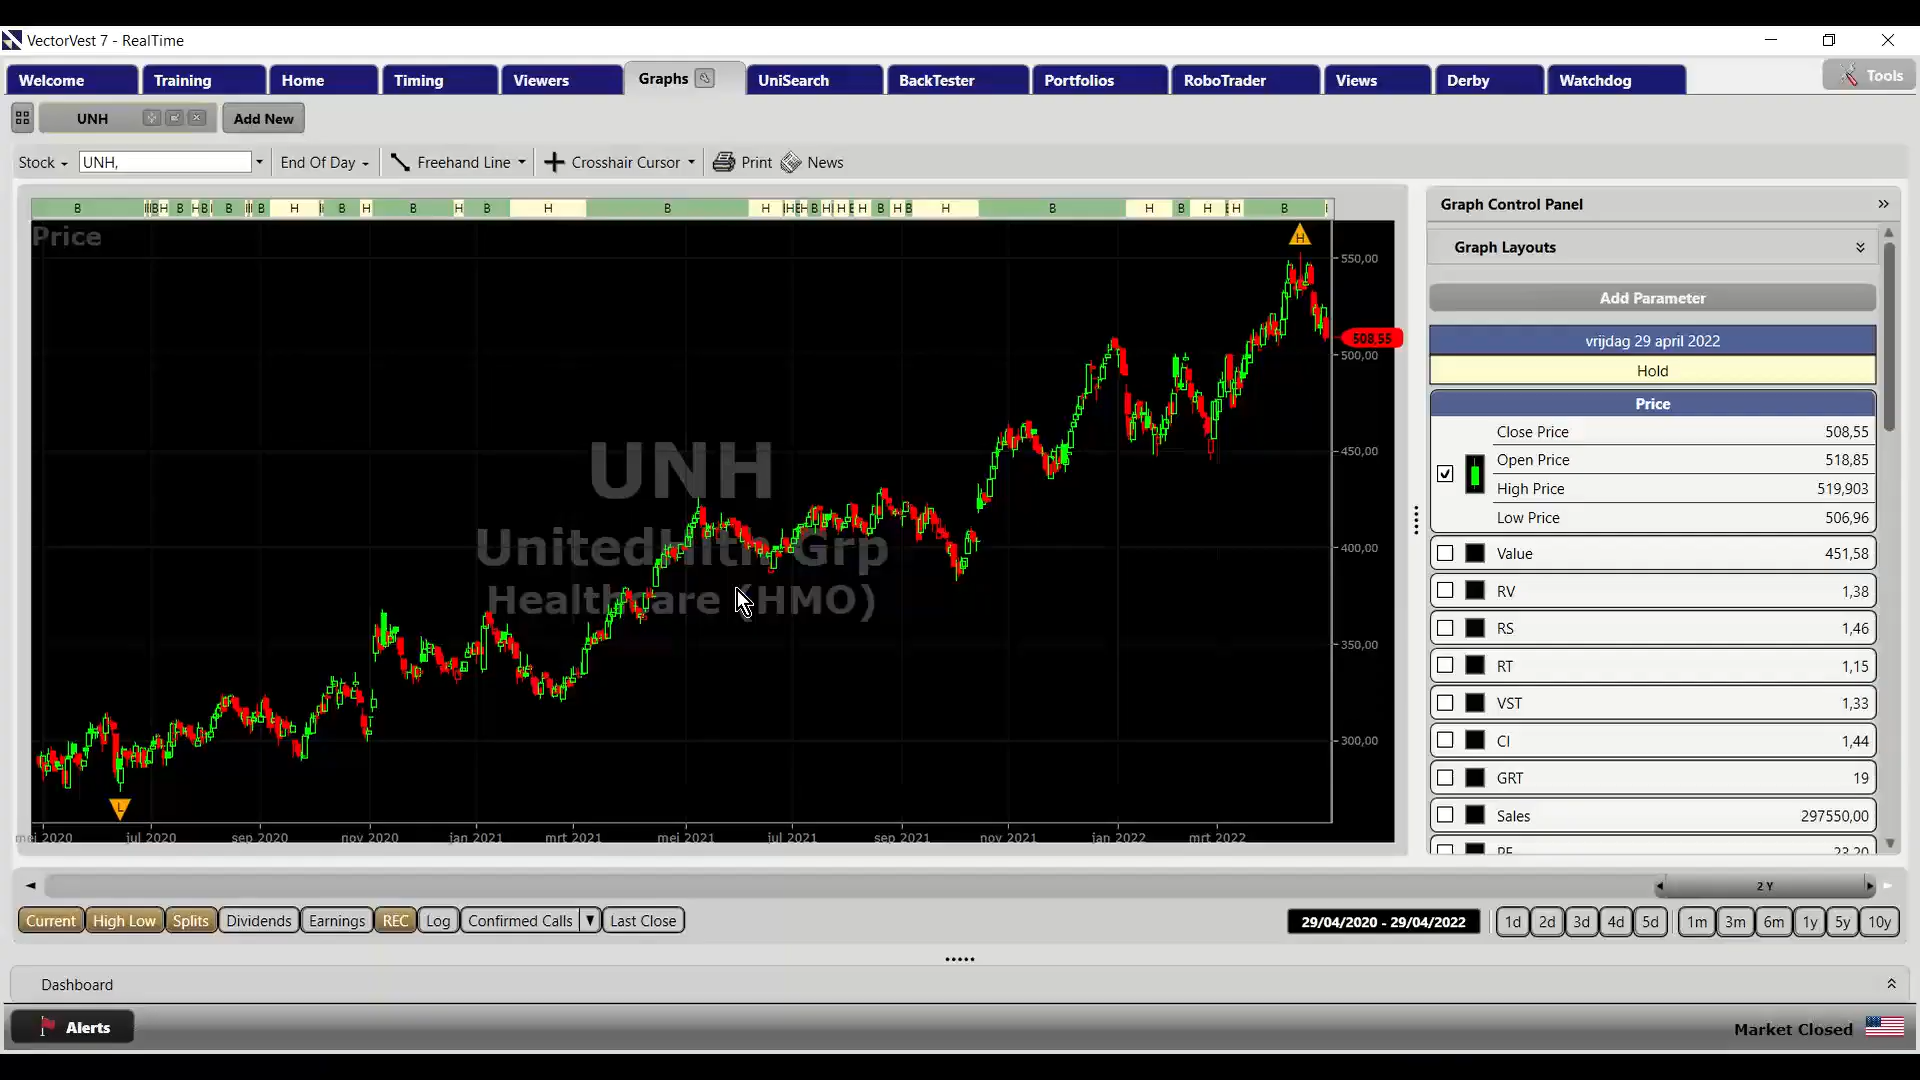 VectorVest 7 - RealTime
Welcome Training Home Timing Viewers Graphs UniSearch BackTester Portfolios RoboTrader Views Derby Watchdog Tools
UNH Add New
Stock UNH, End Of Day Freehand Line Crosshair Cursor Print News
B B H H B B B H B H B H B H B H H B H H B H B H B H B H H B
Price
H
550,00
508,55
500,00
450,00
400,00
350,00
300,00
UNH
UnitedHlth Grp
Healthcare (HMO)
L
mei 2020 jul 2020 sep 2020 nov 2020 jan 2021 mrt 2021 mei 2021 jul 2021 sep 2021 nov 2021 jan 2022 mrt 2022
Graph Control Panel
Graph Layouts
Add Parameter
vrijdag 29 april 2022
Hold
Price
Close Price 508,55
Open Price 518,85
High Price 519,903
Low Price 506,96
Value 451,58
RV 1,38
RS 1,46
RT 1,15
VST 1,33
CI 1,44
GRT 19
Sales 297550,00
PE 23,20
2 Y
Current High Low Splits Dividends Earnings REC Log Confirmed Calls Last Close 29/04/2020 - 29/04/2022 1d 2d 3d 4d 5d 1m 3m 6m 1y 5y 10y
Dashboard
Alerts Market Closed